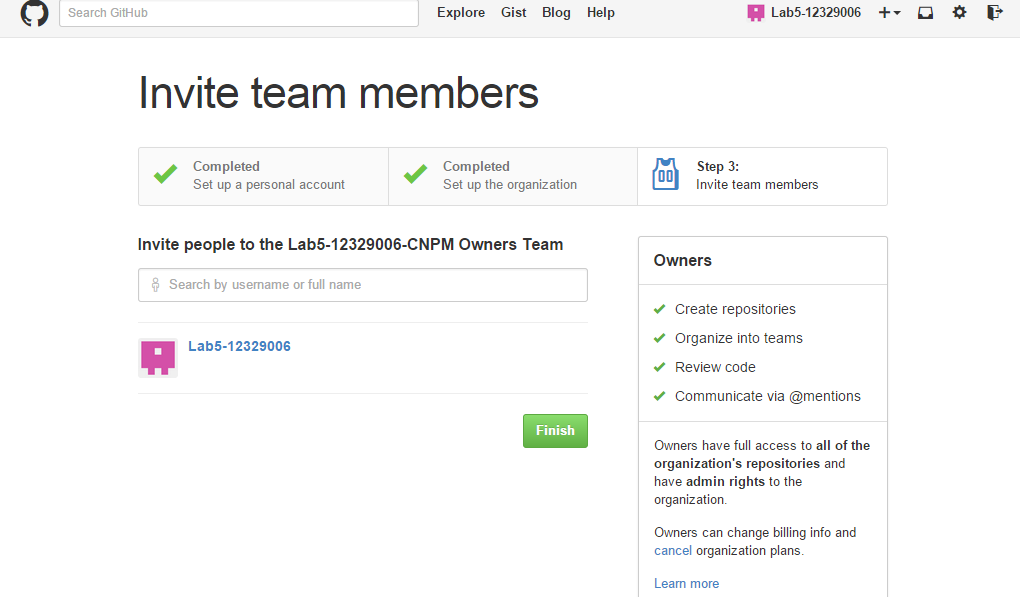 Search GitHub
Explore Gist Blog Help
Lab5-12329006
Invite team members
Completed
Set up a personal account
Completed
Set up the organization
Step 3:
Invite team members
Invite people to the Lab5-12329006-CNPM Owners Team
Search by username or full name
Lab5-12329006
Finish
Owners
Create repositories
Organize into teams
Review code
Communicate via @mentions
Owners have full access to all of the
organization's repositories and
have admin rights to the
organization.
Owners can change billing info and
cancel organization plans.
Learn more